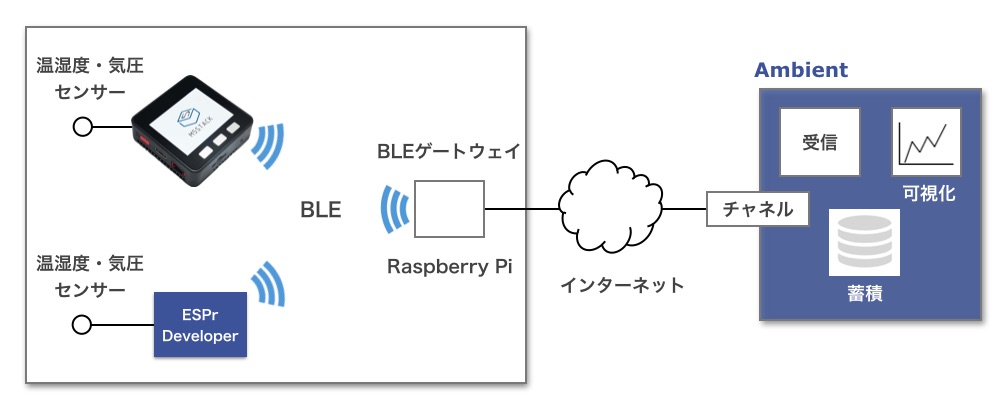 温湿度・気圧
センサー
M5STACK
BLEゲートウェイ
BLE
Raspberry Pi
温湿度・気圧
センサー
ESPr
Developer
インターネット
Ambient
受信
可視化
チャネル
蓄積